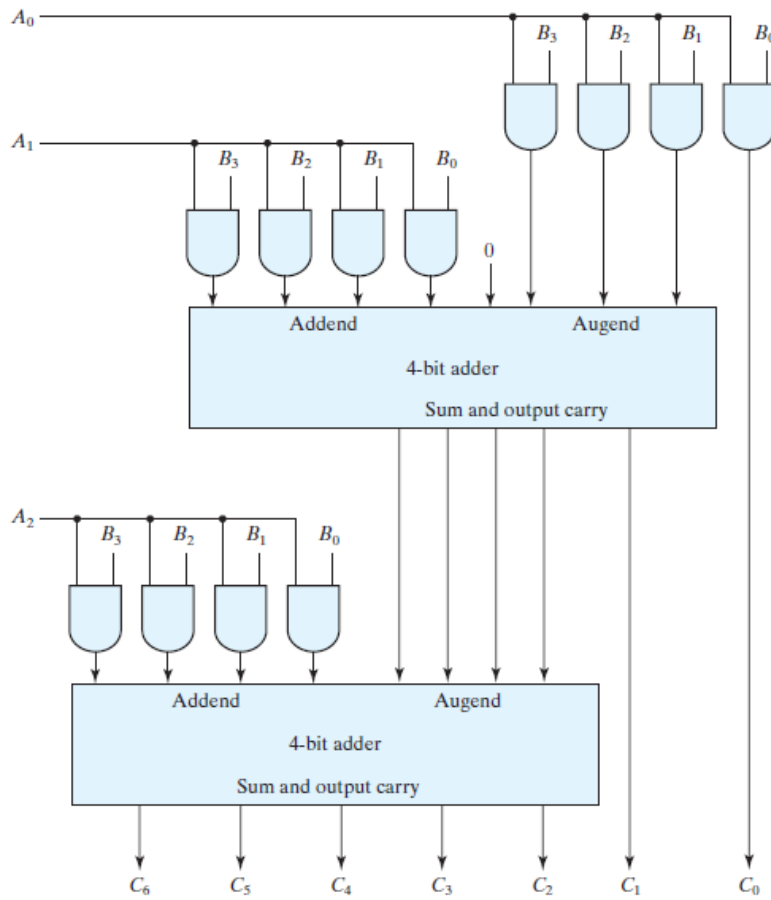 A₀
B₃ B₂ B₁ B₀
A₁
B₃ B₂ B₁ B₀
0
Addend Augend
4-bit adder
Sum and output carry
A₂
B₃ B₂ B₁ B₀
Addend Augend
4-bit adder
Sum and output carry
C₆ C₅ C₄ C₃ C₂ C₁ C₀